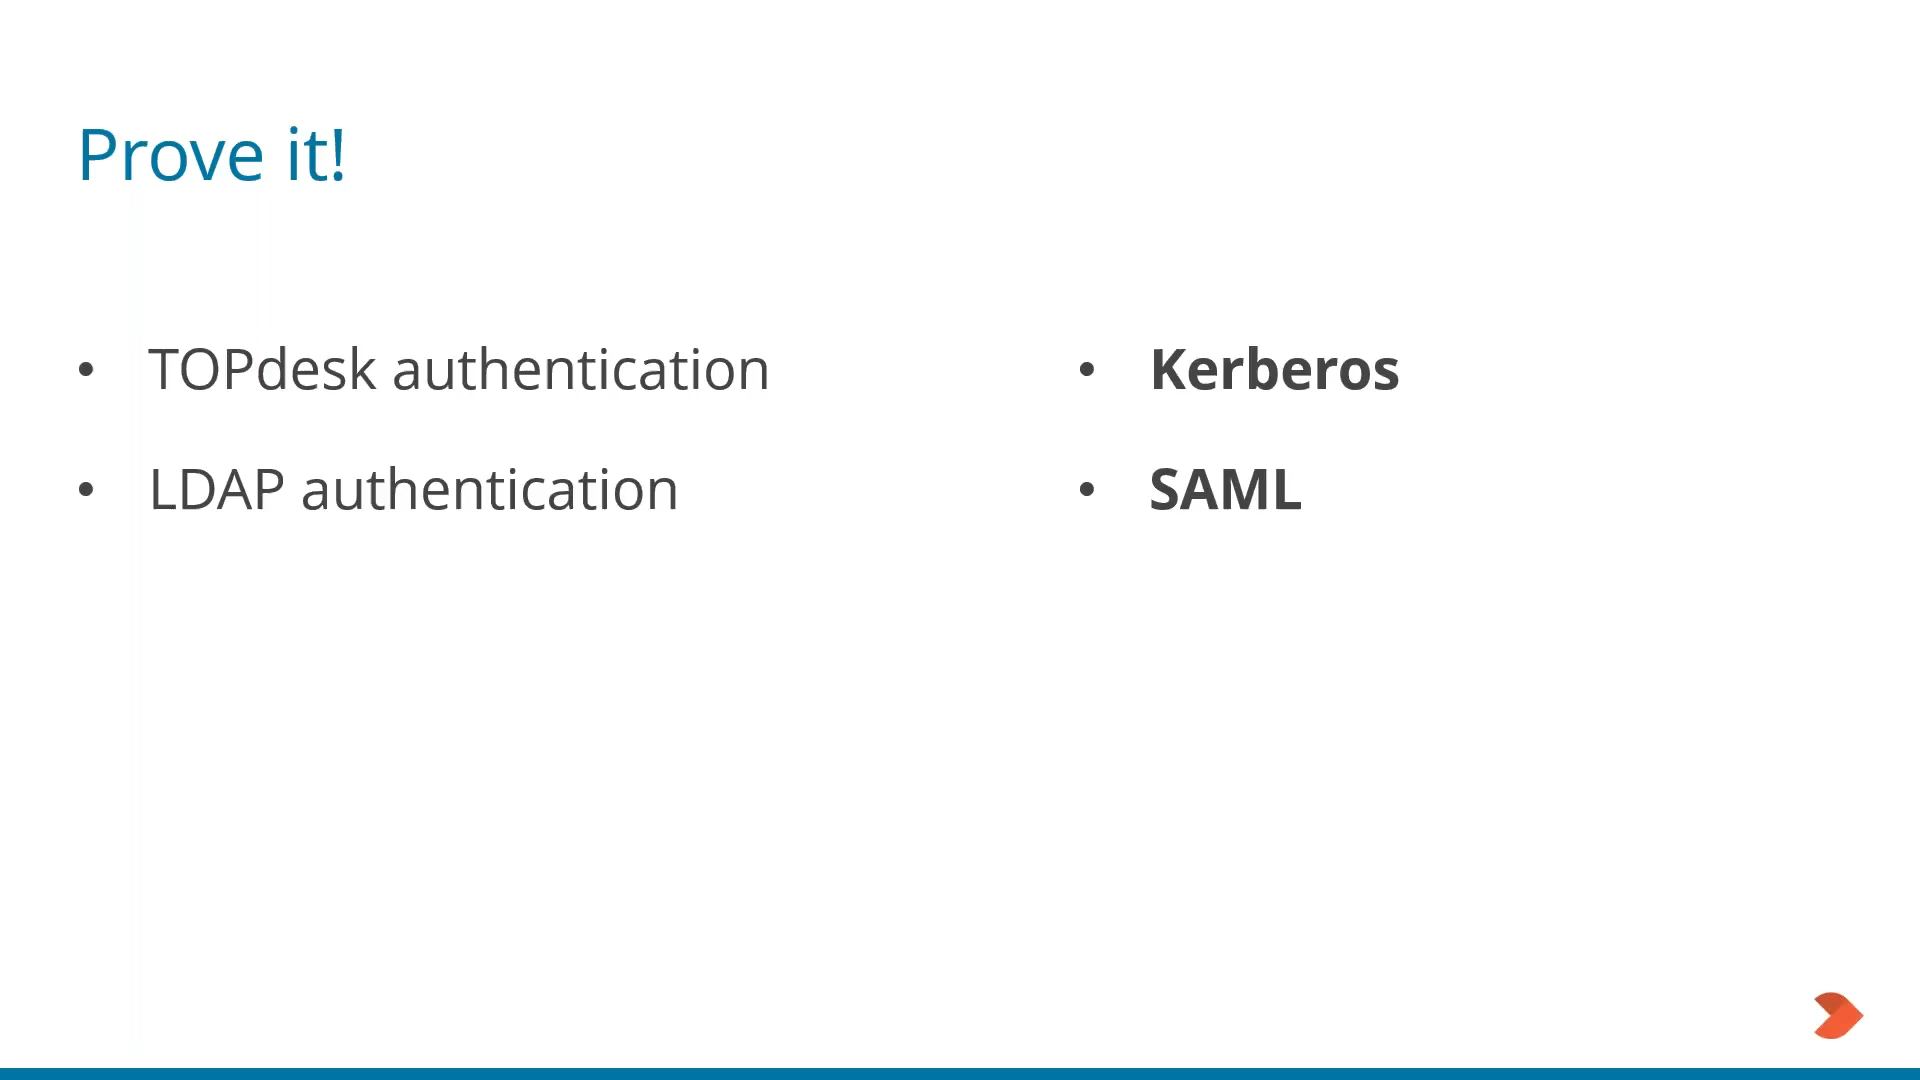 Prove it!
• TOPdesk authentication
• LDAP authentication
• Kerberos
• SAML